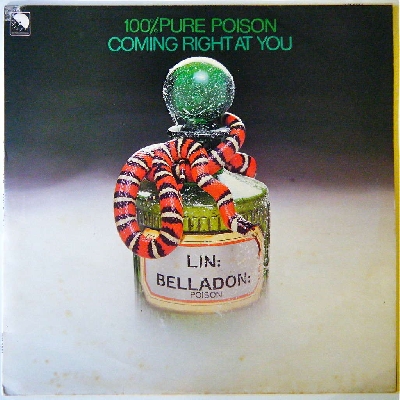 100% PURE POISON
COMING RIGHT AT YOU
LIN:
BELLADON:
POISON